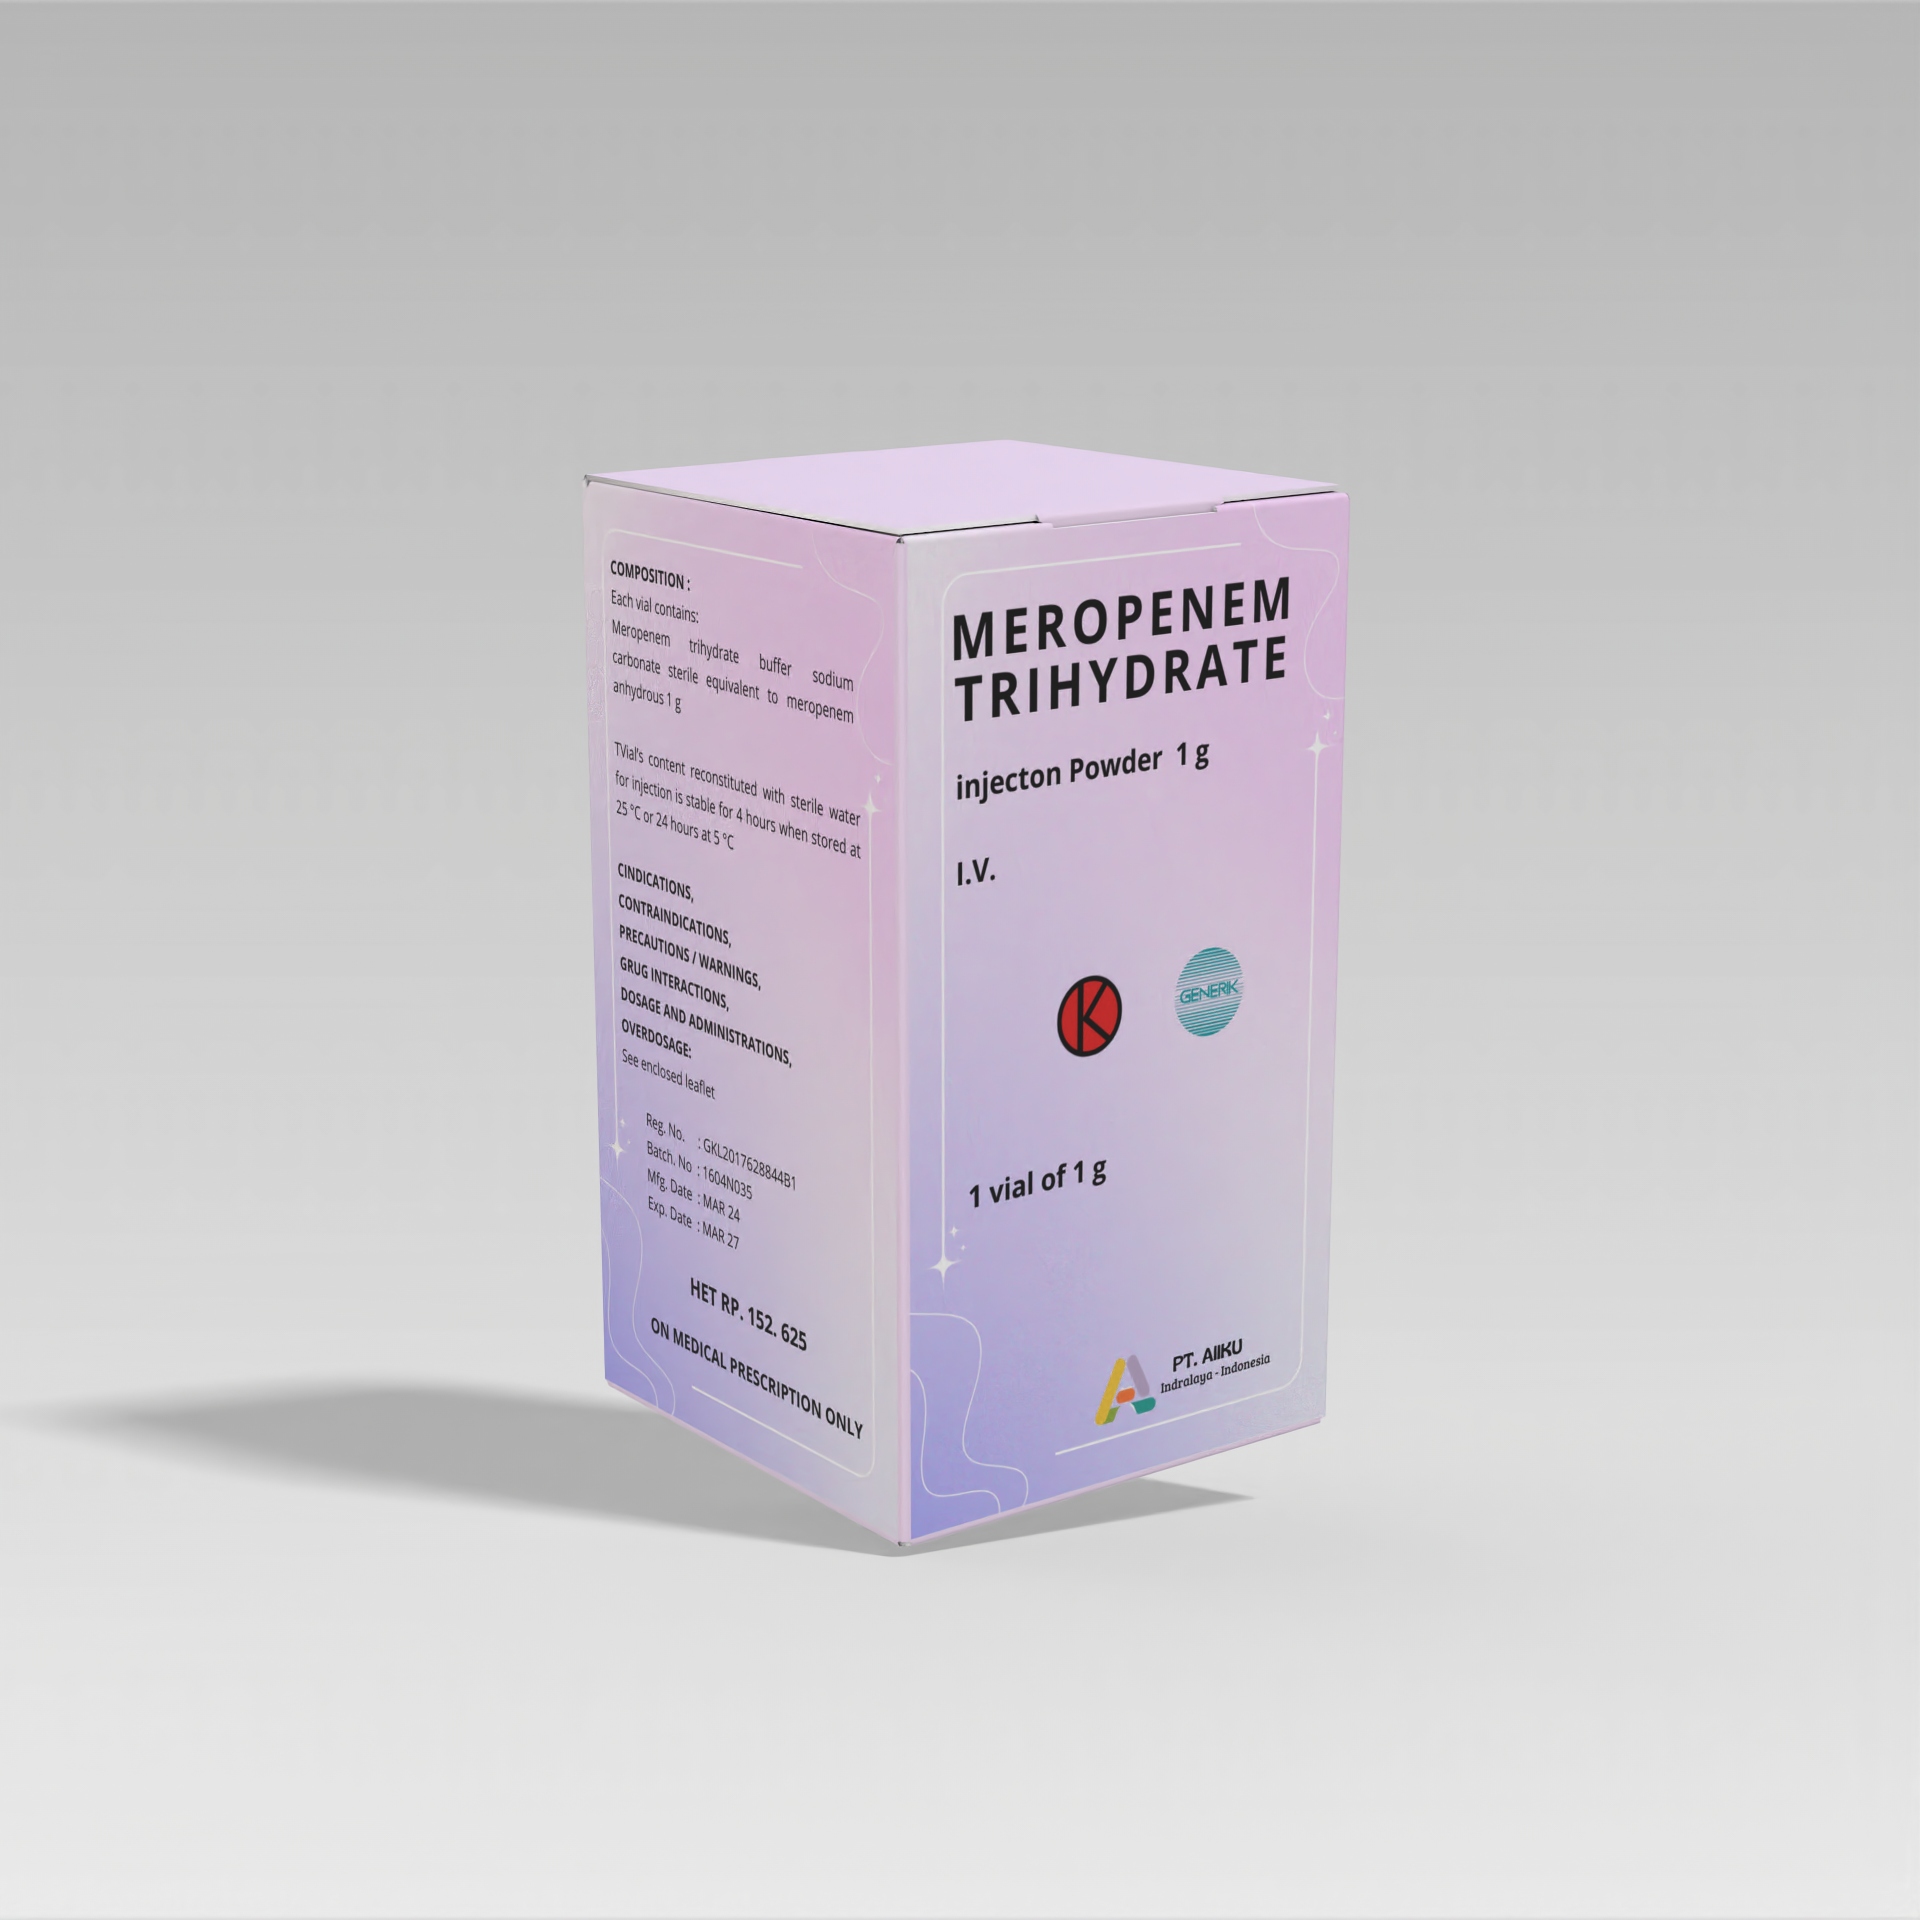 COMPOSITION :
Each vial contains:
Meropenem trihydrate buffer sodium
carbonate sterile equivalent to meropenem
anhydrous 1 g
TVial's content reconstituted with sterile water
for injection is stable for 4 hours when stored at
25 °C or 24 hours at 5 °C
CINDICATIONS,
CONTRAINDICATIONS,
PRECAUTIONS / WARNINGS,
GRUG INTERACTIONS,
DOSAGE AND ADMINISTRATIONS,
OVERDOSAGE:
See enclosed leaflet
Reg. No. : GKL2017628844B1
Batch. No : 1604N035
Mfg. Date : MAR 24
Exp. Date : MAR 27
HET RP. 152. 625
ON MEDICAL PRESCRIPTION ONLY
MEROPENEM
TRIHYDRATE
injecton Powder 1 g
I.V.
K
GENERIK
1 vial of 1 g
PT. AIIKU
Indralaya - Indonesia